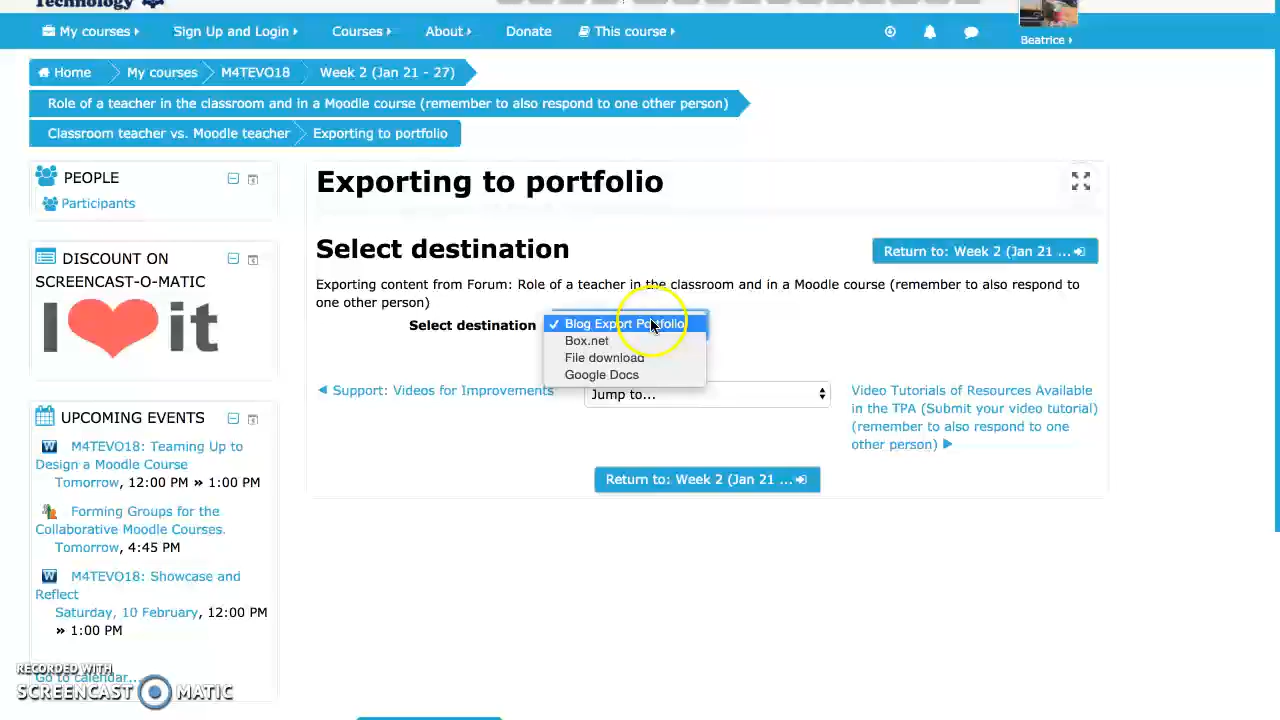 Technology
My courses
Sign Up and Login
Courses
About
Donate
This course
Beatrice
Home
My courses
M4TEVO18
Week 2 (Jan 21 - 27)
Role of a teacher in the classroom and in a Moodle course (remember to also respond to one other person)
Classroom teacher vs. Moodle teacher
Exporting to portfolio
PEOPLE
Participants
DISCOUNT ON
SCREENCAST-O-MATIC
I it
UPCOMING EVENTS
M4TEVO18: Teaming Up to
Design a Moodle Course
Tomorrow, 12:00 PM » 1:00 PM
Forming Groups for the
Collaborative Moodle Courses.
Tomorrow, 4:45 PM
M4TEVO18: Showcase and
Reflect
Saturday, 10 February, 12:00 PM
» 1:00 PM
Go to calendar...
RECORDED WITH
SCREENCAST MATIC
Exporting to portfolio
Select destination
Return to: Week 2 (Jan 21 ...
Exporting content from Forum: Role of a teacher in the classroom and in a Moodle course (remember to also respond to
one other person)
Select destination
✓ Blog Export Portfolio
Box.net
File download
Google Docs
◀ Support: Videos for Improvements
Jump to...
Video Tutorials of Resources Available
in the TPA (Submit your video tutorial)
(remember to also respond to one
other person) ▶
Return to: Week 2 (Jan 21 ...